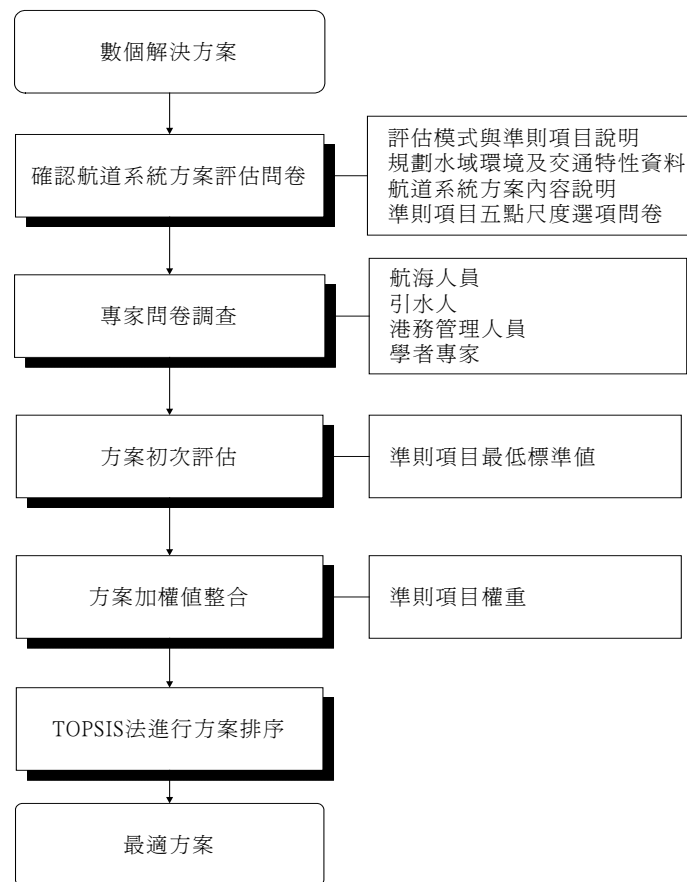 數個解決方案
確認航道系統方案評估問卷
評估模式與準則項目說明
規劃水域環境及交通特性資料
航道系統方案內容說明
準則項目五點尺度選項問卷
專家問卷調查
航海人員
引水人
港務管理人員
學者專家
方案初次評估
準則項目最低標準值
方案加權值整合
準則項目權重
TOPSIS法進行方案排序
最適方案